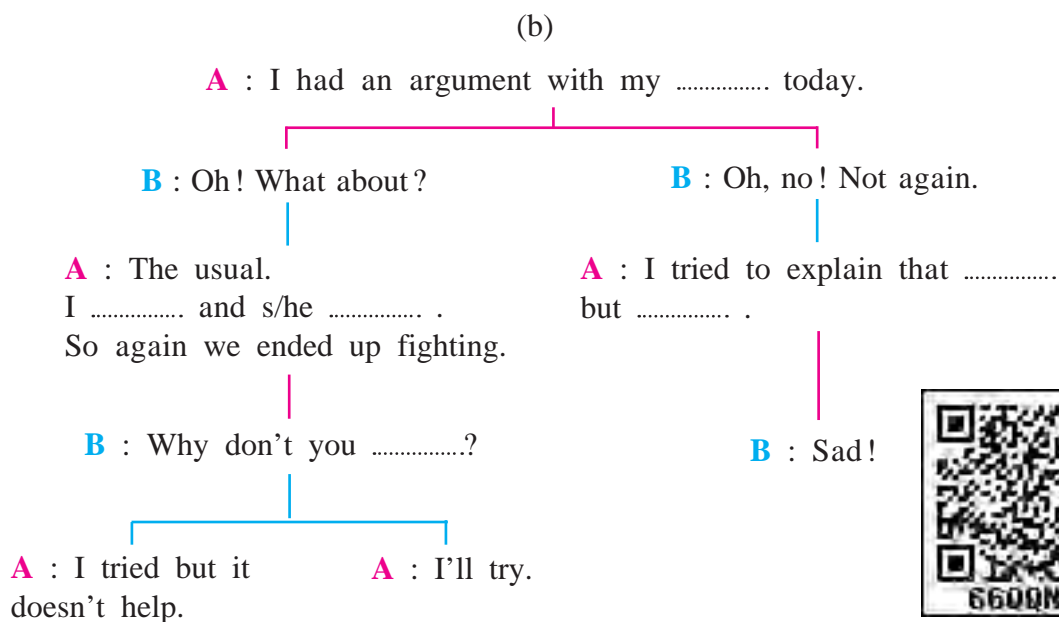 (b)
A : I had an argument with my ............... today.
B : Oh! What about?
B : Oh, no! Not again.
A : The usual.
I ............... and s/he ............... .
So again we ended up fighting.
A : I tried to explain that ...............
but ............... .
B : Why don't you ...............?
B : Sad!
A : I tried but it
doesn't help.
A : I'll try.